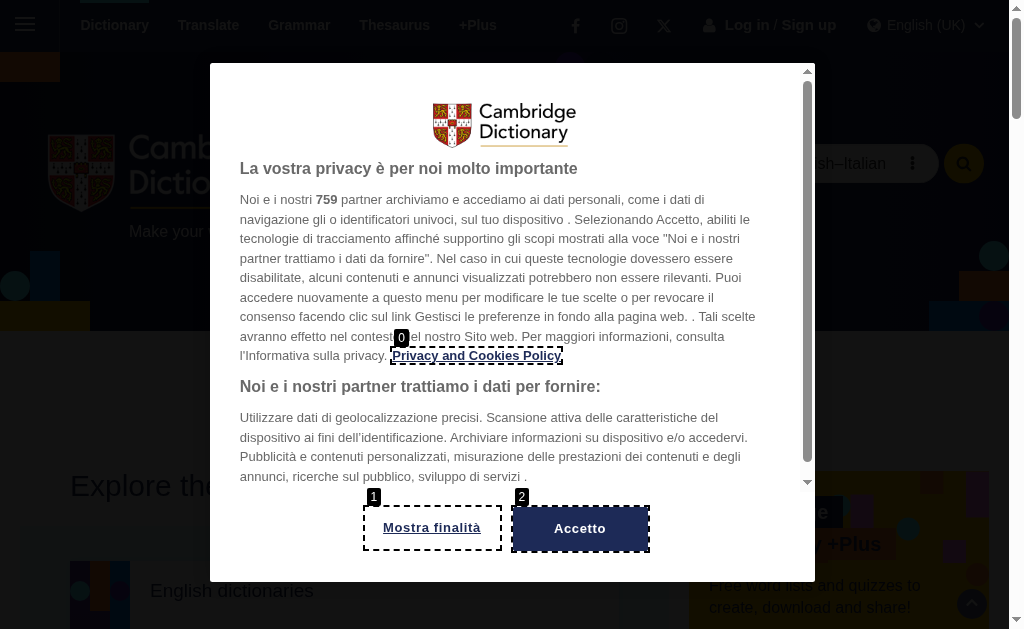 Dictionary Translate Grammar Thesaurus +Plus Log in / Sign up English (UK)
Cambridge
Dictionary
La vostra privacy è per noi molto importante
Noi e i nostri 759 partner archiviamo e accediamo ai dati personali, come i dati di
navigazione gli o identificatori univoci, sul tuo dispositivo . Selezionando Accetto, abiliti le
tecnologie di tracciamento affinché supportino gli scopi mostrati alla voce "Noi e i nostri
partner trattiamo i dati da fornire". Nel caso in cui queste tecnologie dovessero essere
disabilitate, alcuni contenuti e annunci visualizzati potrebbero non essere rilevanti. Puoi
accedere nuovamente a questo menu per modificare le tue scelte o per revocare il
consenso facendo clic sul link Gestisci le preferenze in fondo alla pagina web. . Tali scelte
avranno effetto nel contest 0 el nostro Sito web. Per maggiori informazioni, consulta
l'Informativa sulla privacy. Privacy and Cookies Policy
Noi e i nostri partner trattiamo i dati per fornire:
Utilizzare dati di geolocalizzazione precisi. Scansione attiva delle caratteristiche del
dispositivo ai fini dell'identificazione. Archiviare informazioni su dispositivo e/o accedervi.
Pubblicità e contenuti personalizzati, misurazione delle prestazioni dei contenuti e degli
annunci, ricerche sul pubblico, sviluppo di servizi .
1 2
Mostra finalità Accetto
Camb
Dictio
Make your
sh–Italian
Explore the
English dictionaries
y +Plus
Free word lists and quizzes to
create, download and share!